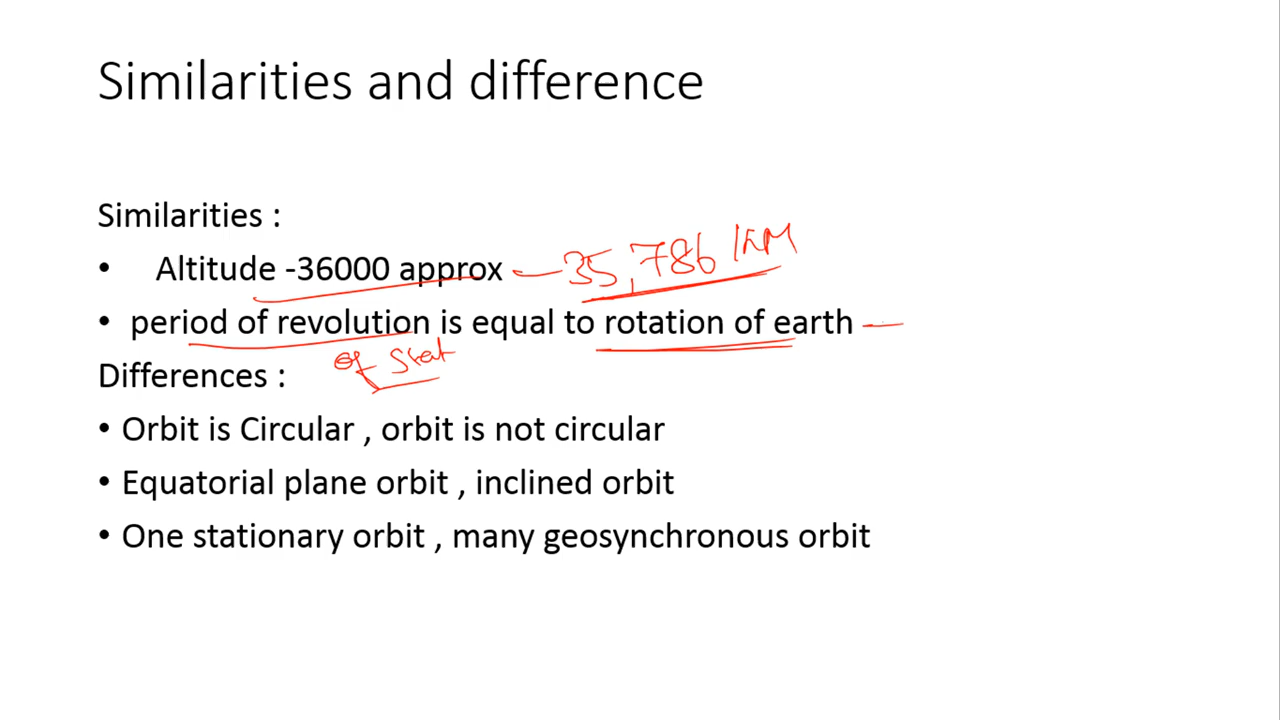 Similarities and difference
Similarities :
• Altitude -36000 approx — 35,786 KM
• period of revolution is equal to rotation of earth —
of Stat
Differences :
• Orbit is Circular , orbit is not circular
• Equatorial plane orbit , inclined orbit
• One stationary orbit , many geosynchronous orbit